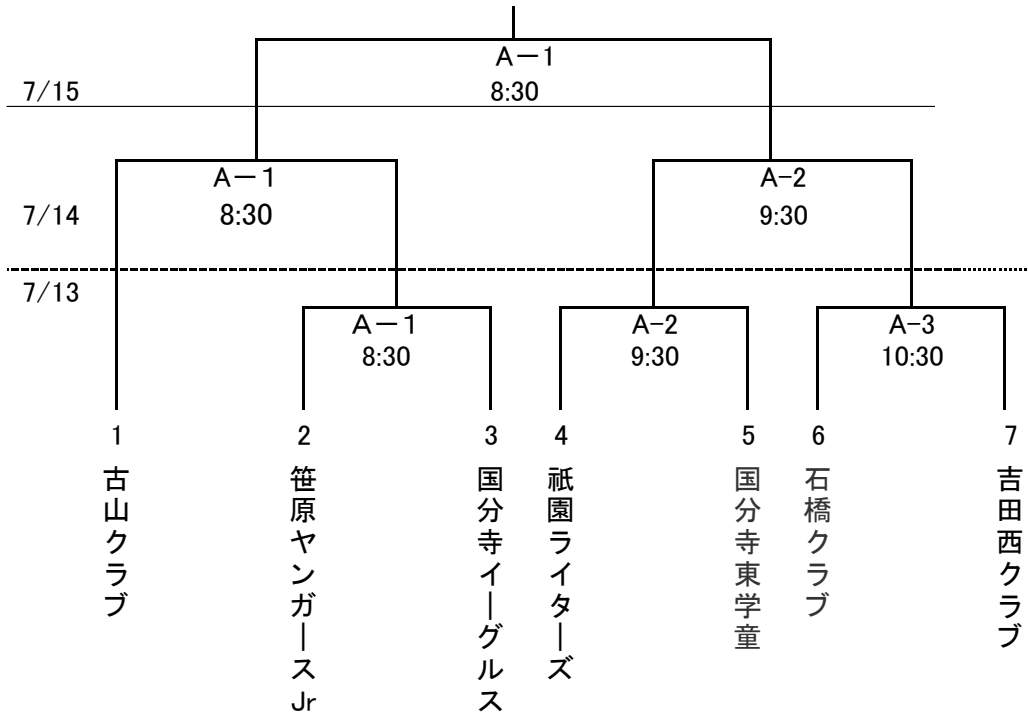 A－1
7/15
8:30
A－1
A-2
7/14
8:30
9:30
7/13
A－1
A-2
A-3
8:30
9:30
10:30
1
2
3
4
5
6
7
古山クラブ
笹原ヤンガースJr
国分寺イーグルス
祇園ライターズ
国分寺東学童
石橋クラブ
吉田西クラブ